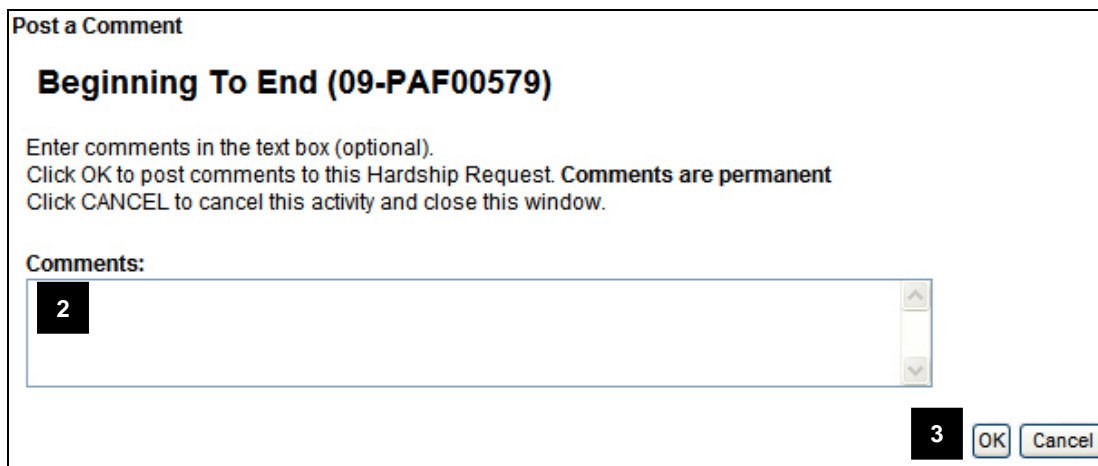 Post a Comment
Beginning To End (09-PAF00579)
Enter comments in the text box (optional).
Click OK to post comments to this Hardship Request. Comments are permanent
Click CANCEL to cancel this activity and close this window.
Comments:
2
3 OK Cancel